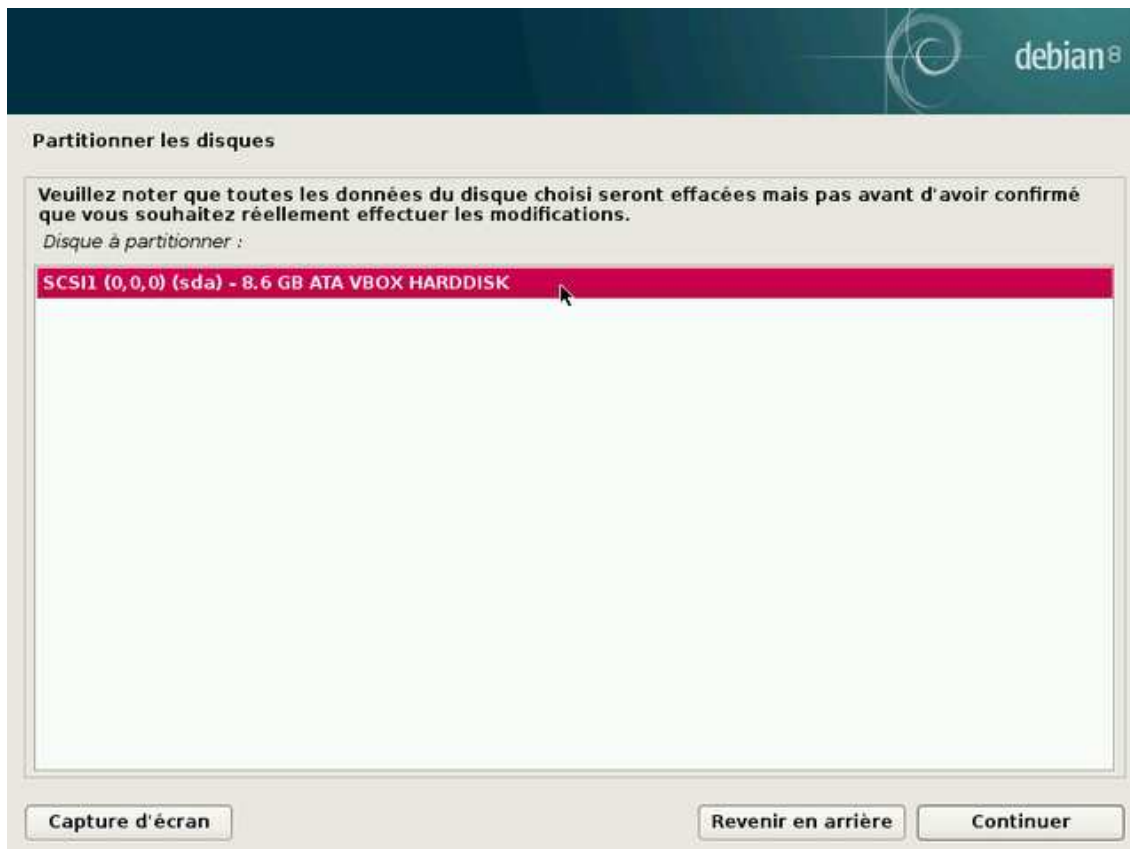 debian 8
Partitionner les disques
Veuillez noter que toutes les données du disque choisi seront effacées mais pas avant d'avoir confirmé
que vous souhaitez réellement effectuer les modifications.
Disque à partitionner :
SCSI1 (0,0,0) (sda) - 8.6 GB ATA VBOX HARDDISK
Capture d'écran
Revenir en arrière
Continuer